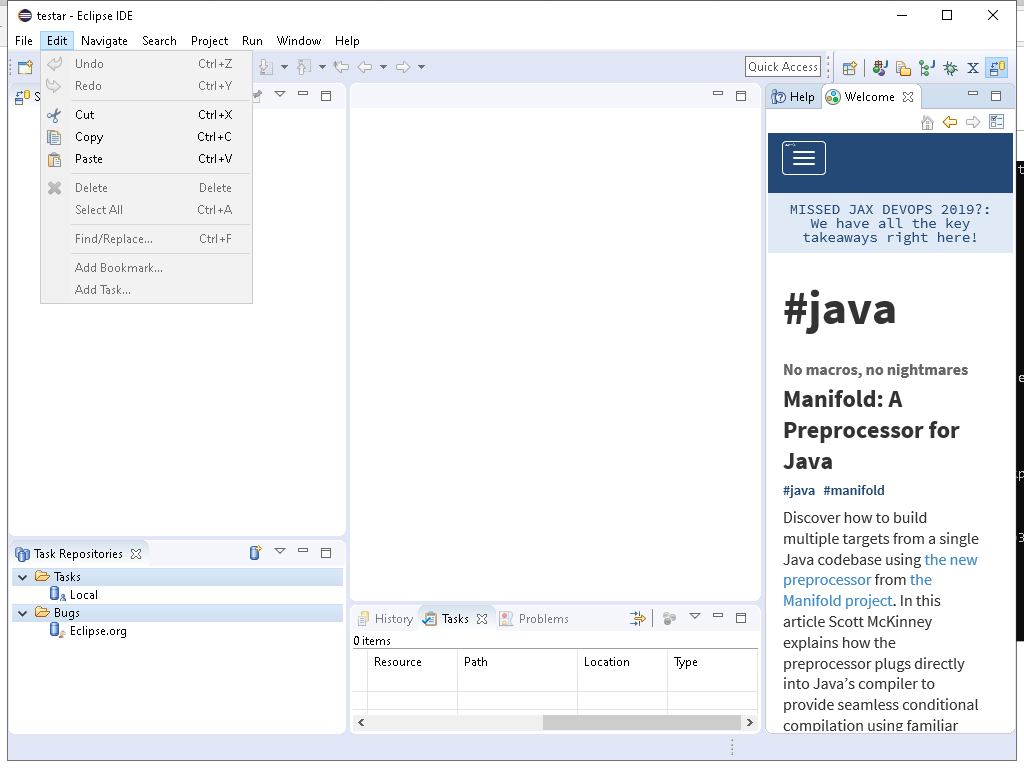 testar - Eclipse IDE
File Edit Navigate Search Project Run Window Help
Undo Ctrl+Z
Redo Ctrl+Y
Cut Ctrl+X
Copy Ctrl+C
Paste Ctrl+V
Delete Delete
Select All Ctrl+A
Find/Replace... Ctrl+F
Add Bookmark...
Add Task...
Quick Access
S
Task Repositories
Tasks
Local
Bugs
Eclipse.org
History Tasks Problems
0 items
Resource Path Location Type
Help Welcome
MISSED JAX DEVOPS 2019?:
We have all the key
takeaways right here!
#java
No macros, no nightmares
Manifold: A
Preprocessor for
Java
#java #manifold
Discover how to build
multiple targets from a single
Java codebase using the new
preprocessor from the
Manifold project. In this
article Scott McKinney
explains how the
preprocessor plugs directly
into Java’s compiler to
provide seamless conditional
compilation using familiar